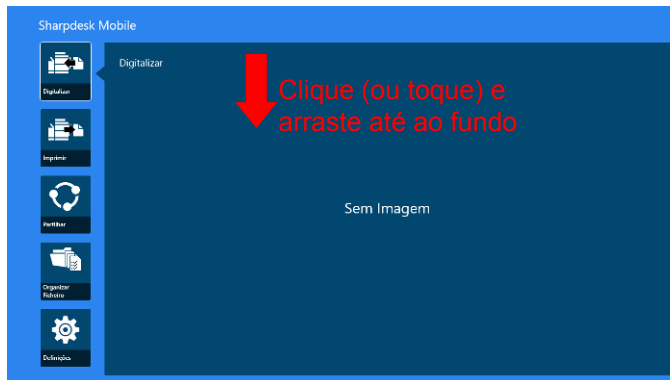 Sharpdesk Mobile
Digitalizar
Digitalizar
Clique (ou toque) e
arraste até ao fundo
Imprimir
Sem Imagem
Partilhar
Organizar
Ficheiro
Definições